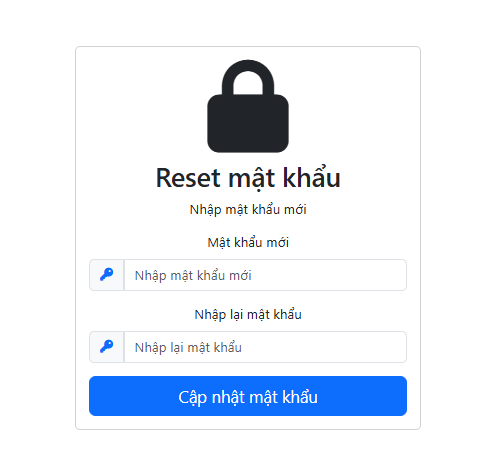 Reset mật khẩu
Nhập mật khẩu mới
Mật khẩu mới
Nhập mật khẩu mới
Nhập lại mật khẩu
Nhập lại mật khẩu
Cập nhật mật khẩu